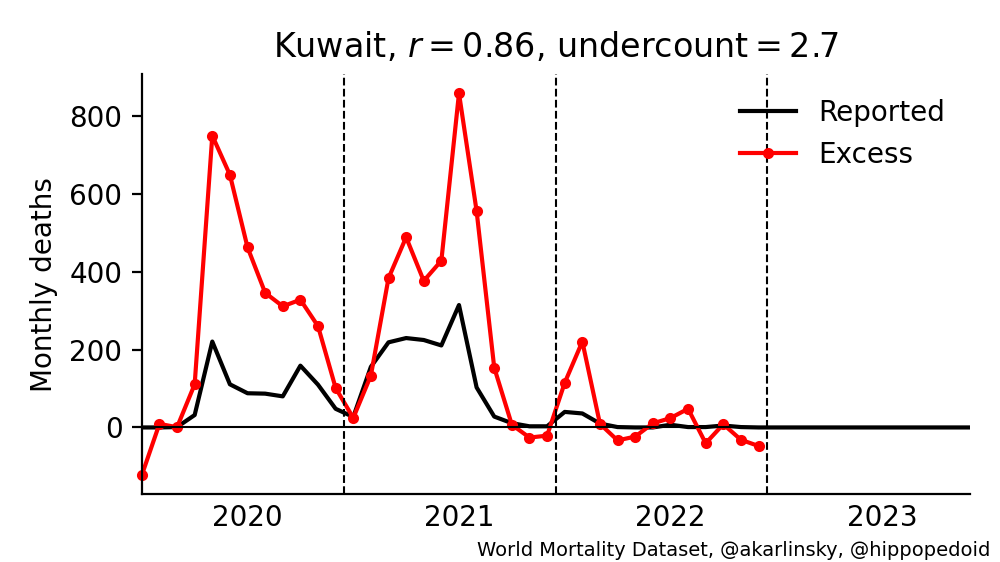 Kuwait, r = 0.86, undercount = 2.7
Reported
Excess
Monthly deaths
800
600
400
200
0
2020 2021 2022 2023
World Mortality Dataset, @akarlinsky, @hippopedoid